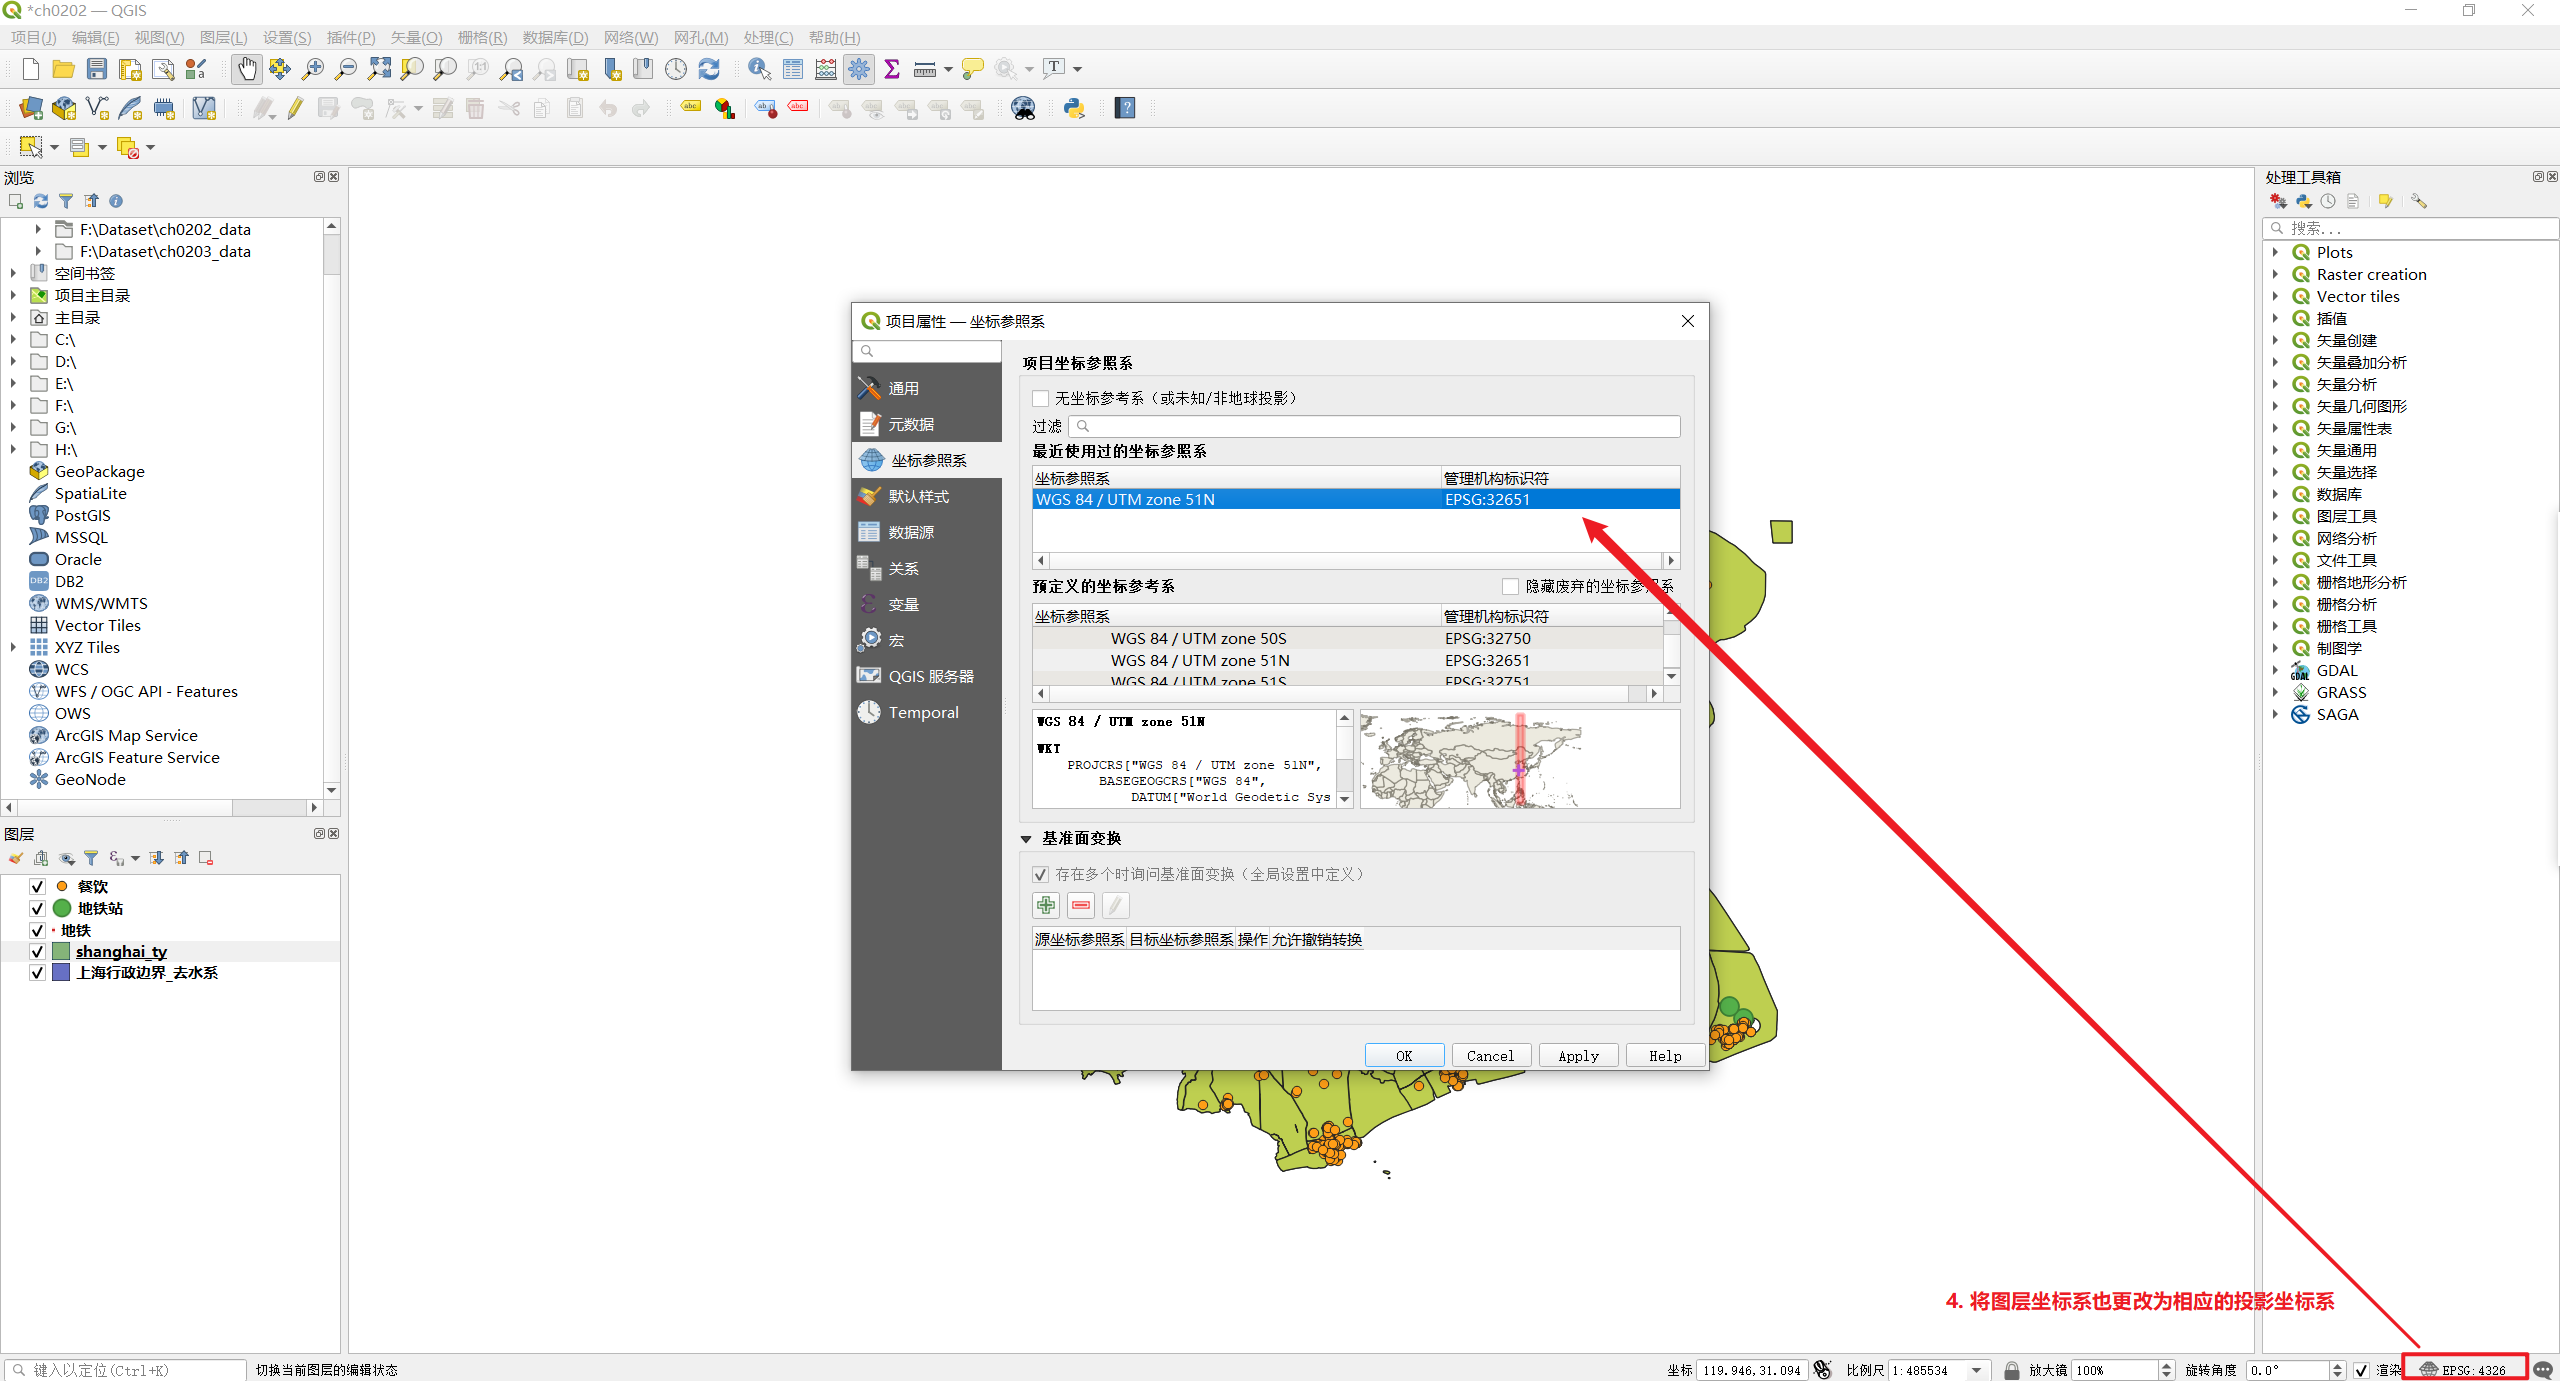 *ch0202 — QGIS
项目(J) 编辑(E) 视图(V) 图层(L) 设置(S) 插件(P) 矢量(O) 栅格(R) 数据库(D) 网络(W) 网孔(M) 处理(C) 帮助(H)
浏览
F:\Dataset\ch0202_data
F:\Dataset\ch0203_data
空间书签
项目主目录
主目录
C:\
D:\
E:\
F:\
G:\
H:\
GeoPackage
SpatiaLite
PostGIS
MSSQL
Oracle
DB2
WMS/WMTS
Vector Tiles
XYZ Tiles
WCS
WFS / OGC API - Features
OWS
ArcGIS Map Service
ArcGIS Feature Service
GeoNode
图层
餐饮
地铁站
地铁
shanghai_ty
上海行政边界_去水系
项目属性 — 坐标参照系
通用
元数据
坐标参照系
默认样式
数据源
关系
变量
宏
QGIS 服务器
Temporal
项目坐标参照系
无坐标参考系（或未知/非地球投影）
过滤
最近使用过的坐标参照系
坐标参照系 管理机构标识符
WGS 84 / UTM zone 51N EPSG:32651
预定义的坐标参考系 隐藏废弃的坐标参照系
坐标参照系 管理机构标识符
WGS 84 / UTM zone 50S EPSG:32750
WGS 84 / UTM zone 51N EPSG:32651
WGS 84 / UTM zone 51S EPSG:32751
WGS 84 / UTM zone 51N
WKT
PROJCRS["WGS 84 / UTM zone 51N",
BASEGEOGCRS["WGS 84",
DATUM["World Geodetic Sys
基准面变换
存在多个时询问基准面变换（全局设置中定义）
源坐标参照系 目标坐标参照系 操作 允许撤销转换
OK Cancel Apply Help
处理工具箱
搜索...
Plots
Raster creation
Vector tiles
插值
矢量创建
矢量叠加分析
矢量分析
矢量几何图形
矢量属性表
矢量通用
矢量选择
数据库
图层工具
网络分析
文件工具
栅格地形分析
栅格分析
栅格工具
制图学
GDAL
GRASS
SAGA
4. 将图层坐标系也更改为相应的投影坐标系
键入以定位(Ctrl+K) 切换当前图层的编辑状态 坐标 119.946,31.094 比例尺 1:485534 放大镜 100% 旋转角度 0.0° 渲染 EPSG:4326